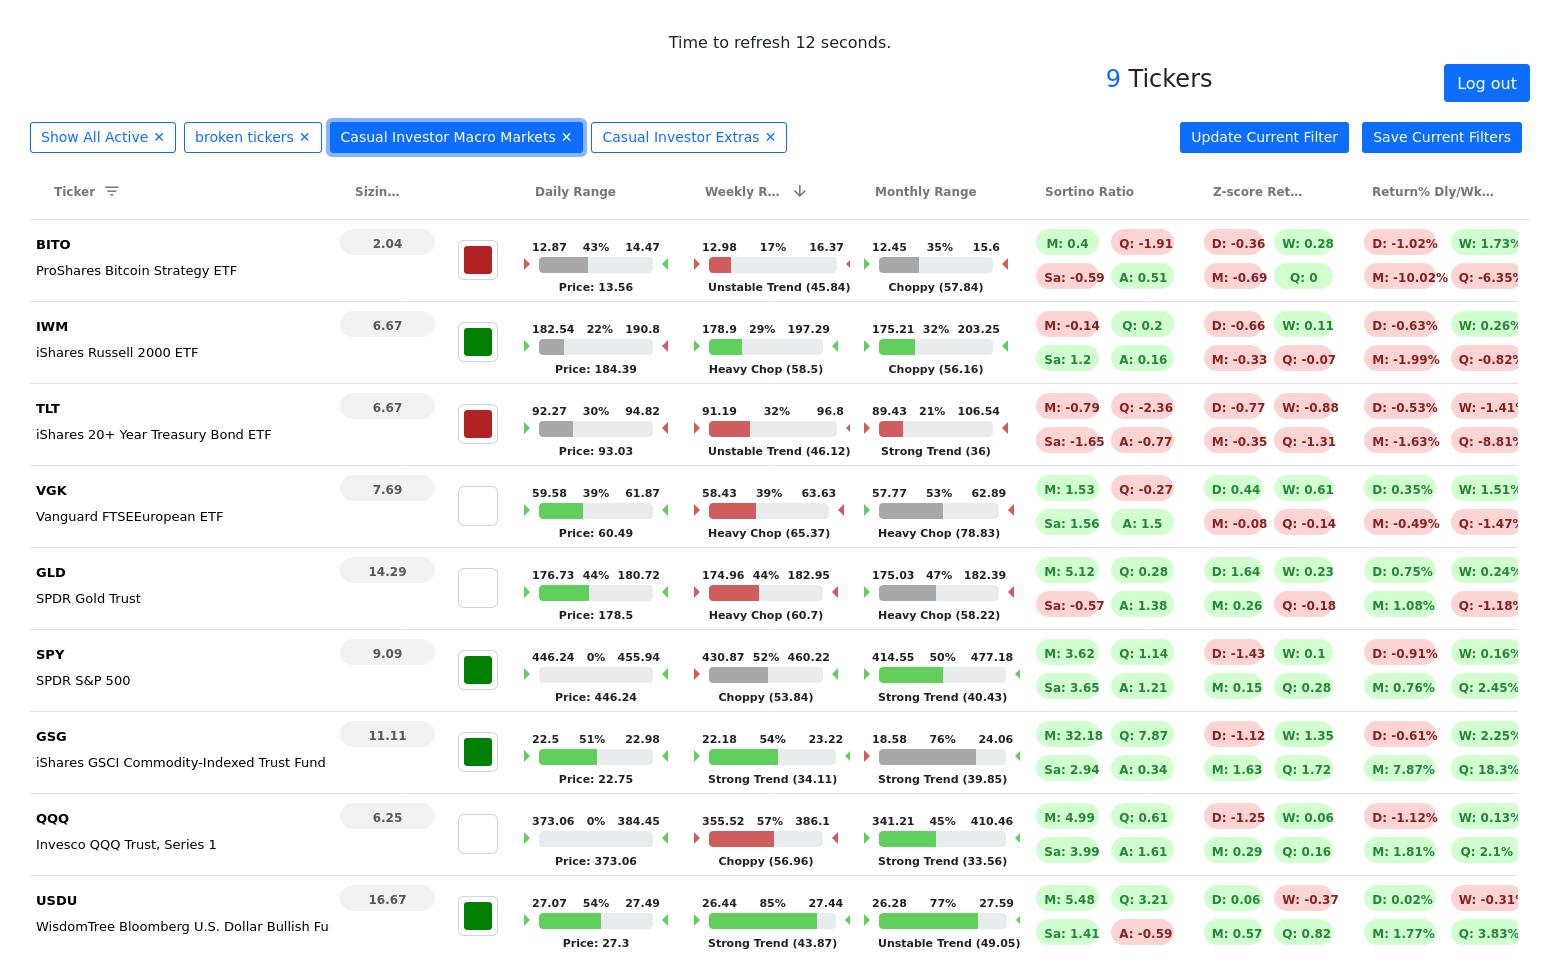 Time to refresh 12 seconds.
9 Tickers
Log out
Show All Active ✕ broken tickers ✕ Casual Investor Macro Markets ✕ Casual Investor Extras ✕ Update Current Filter Save Current Filters
Ticker Sizin... Daily Range Weekly R... Monthly Range Sortino Ratio Z-score Ret... Return% Dly/Wk...
BITO 2.04 12.87 43% 14.47 12.98 17% 16.37 12.45 35% 15.6 M: 0.4 Q: -1.91 D: -0.36 W: 0.28 D: -1.02% W: 1.73%
ProShares Bitcoin Strategy ETF Price: 13.56 Unstable Trend (45.84) Choppy (57.84) Sa: -0.59 A: 0.51 M: -0.69 Q: 0 M: -10.02% Q: -6.35%
IWM 6.67 182.54 22% 190.8 178.9 29% 197.29 175.21 32% 203.25 M: -0.14 Q: 0.2 D: -0.66 W: 0.11 D: -0.63% W: 0.26%
iShares Russell 2000 ETF Price: 184.39 Heavy Chop (58.5) Choppy (56.16) Sa: 1.2 A: 0.16 M: -0.33 Q: -0.07 M: -1.99% Q: -0.82%
TLT 6.67 92.27 30% 94.82 91.19 32% 96.8 89.43 21% 106.54 M: -0.79 Q: -2.36 D: -0.77 W: -0.88 D: -0.53% W: -1.41%
iShares 20+ Year Treasury Bond ETF Price: 93.03 Unstable Trend (46.12) Strong Trend (36) Sa: -1.65 A: -0.77 M: -0.35 Q: -1.31 M: -1.63% Q: -8.81%
VGK 7.69 59.58 39% 61.87 58.43 39% 63.63 57.77 53% 62.89 M: 1.53 Q: -0.27 D: 0.44 W: 0.61 D: 0.35% W: 1.51%
Vanguard FTSEEuropean ETF Price: 60.49 Heavy Chop (65.37) Heavy Chop (78.83) Sa: 1.56 A: 1.5 M: -0.08 Q: -0.14 M: -0.49% Q: -1.47%
GLD 14.29 176.73 44% 180.72 174.96 44% 182.95 175.03 47% 182.39 M: 5.12 Q: 0.28 D: 1.64 W: 0.23 D: 0.75% W: 0.24%
SPDR Gold Trust Price: 178.5 Heavy Chop (60.7) Heavy Chop (58.22) Sa: -0.57 A: 1.38 M: 0.26 Q: -0.18 M: 1.08% Q: -1.18%
SPY 9.09 446.24 0% 455.94 430.87 52% 460.22 414.55 50% 477.18 M: 3.62 Q: 1.14 D: -1.43 W: 0.1 D: -0.91% W: 0.16%
SPDR S&P 500 Price: 446.24 Choppy (53.84) Strong Trend (40.43) Sa: 3.65 A: 1.21 M: 0.15 Q: 0.28 M: 0.76% Q: 2.45%
GSG 11.11 22.5 51% 22.98 22.18 54% 23.22 18.58 76% 24.06 M: 32.18 Q: 7.87 D: -1.12 W: 1.35 D: -0.61% W: 2.25%
iShares GSCI Commodity-Indexed Trust Fund Price: 22.75 Strong Trend (34.11) Strong Trend (39.85) Sa: 2.94 A: 0.34 M: 1.63 Q: 1.72 M: 7.87% Q: 18.3%
QQQ 6.25 373.06 0% 384.45 355.52 57% 386.1 341.21 45% 410.46 M: 4.99 Q: 0.61 D: -1.25 W: 0.06 D: -1.12% W: 0.13%
Invesco QQQ Trust, Series 1 Price: 373.06 Choppy (56.96) Strong Trend (33.56) Sa: 3.99 A: 1.61 M: 0.29 Q: 0.16 M: 1.81% Q: 2.1%
USDU 16.67 27.07 54% 27.49 26.44 85% 27.44 26.28 77% 27.59 M: 5.48 Q: 3.21 D: 0.06 W: -0.37 D: 0.02% W: -0.31%
WisdomTree Bloomberg U.S. Dollar Bullish Fu Price: 27.3 Strong Trend (43.87) Unstable Trend (49.05) Sa: 1.41 A: -0.59 M: 0.57 Q: 0.82 M: 1.77% Q: 3.83%